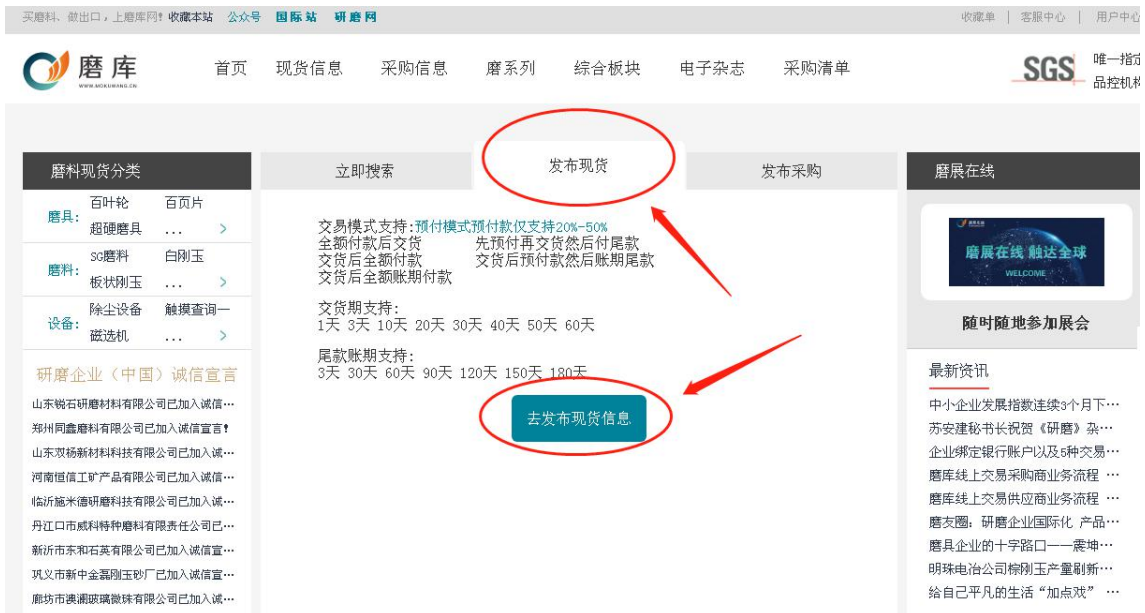 买磨料、做出口，上磨库网! 收藏本站 公众号 国际站 研磨网
收藏单 | 客服中心 | 用户中心
磨库
WWW.MOKUWANG.CN
首页 现货信息 采购信息 磨系列 综合板块 电子杂志 采购清单
SGS
唯一指定
品控机构
磨料现货分类
磨具:
百叶轮 百页片
超硬磨具 ... >
磨料:
SG磨料 白刚玉
板状刚玉 ... >
设备:
除尘设备 触摸查询一
磁选机 ... >
研磨企业（中国）诚信宣言
山东锐石研磨材料有限公司已加入诚信…
郑州同鑫磨料有限公司已加入诚信宣言!
山东双杨新材料科技有限公司已加入诚…
河南恒信工矿产品有限公司已加入诚信…
临沂施米德研磨科技有限公司已加入诚…
丹江口市威科特种磨料有限责任公司已…
新沂市东和石英有限公司已加入诚信宣…
巩义市新中金磊刚玉砂厂已加入诚信宣…
廊坊市澳澜玻璃微珠有限公司已加入诚…
立即搜索 发布现货 发布采购
交易模式支持:预付模式预付款仅支持20%-50%
全额付款后交货 先预付再交货然后付尾款
交货后全额付款 交货后预付款然后账期尾款
交货后全额账期付款
交货期支持:
1天 3天 10天 20天 30天 40天 50天 60天
尾款账期支持:
3天 30天 60天 90天 120天 150天 180天
去发布现货信息
磨展在线
磨展在线 触达全球
WELCOME
随时随地参加展会
最新资讯
中小企业发展指数连续3个月下…
苏安建秘书长祝贺《研磨》杂…
企业绑定银行账户以及5种交易…
磨库线上交易采购商业务流程 …
磨库线上交易供应商业务流程 …
磨友圈：研磨企业国际化 产品…
磨具企业的十字路口——震坤…
明珠电冶公司棕刚玉产量刷新…
给自己平凡的生活“加点戏” …